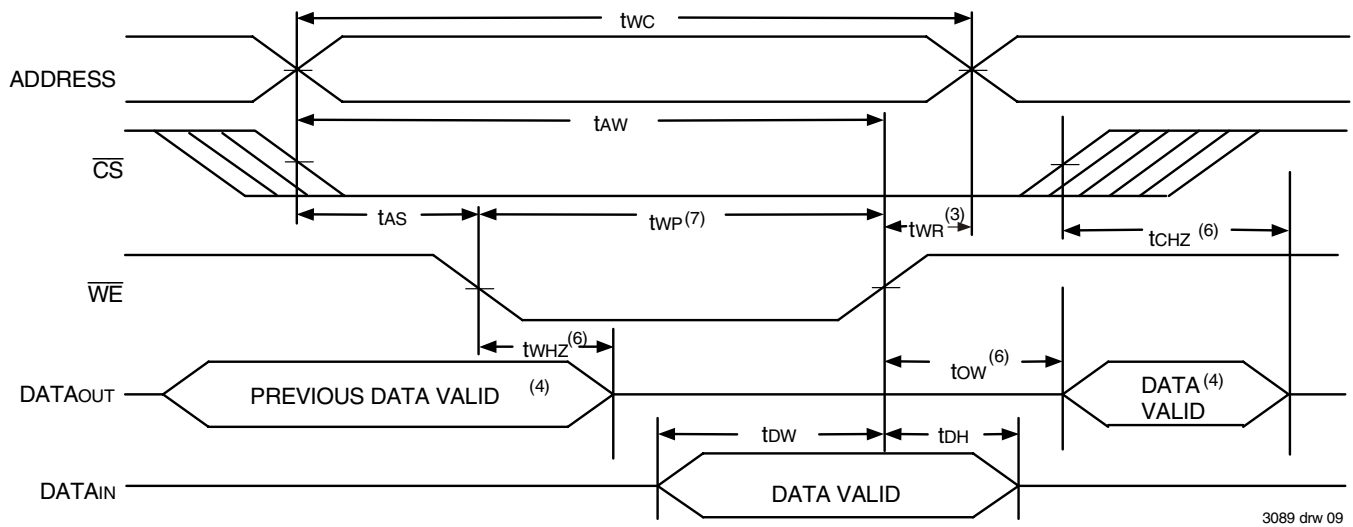 tWC
ADDRESS
tAW
CS
tAS
tWP (7)
tWR (3)
tCHZ (6)
WE
tWHZ (6)
tOW (6)
DATAOUT
PREVIOUS DATA VALID (4)
DATA (4)
VALID
tDW
tDH
DATAIN
DATA VALID
3089 drw 09